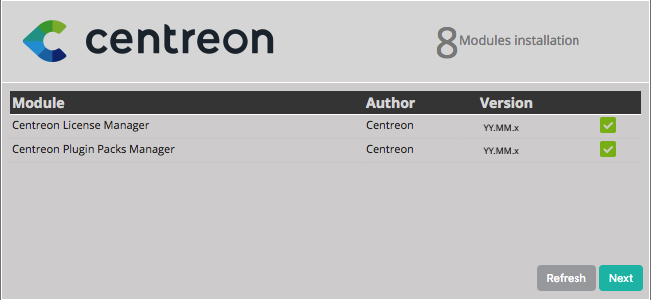 centreon
8 Modules installation
Module Author Version
Centreon License Manager Centreon YY.MM.x
Centreon Plugin Packs Manager Centreon YY.MM.x
Refresh Next